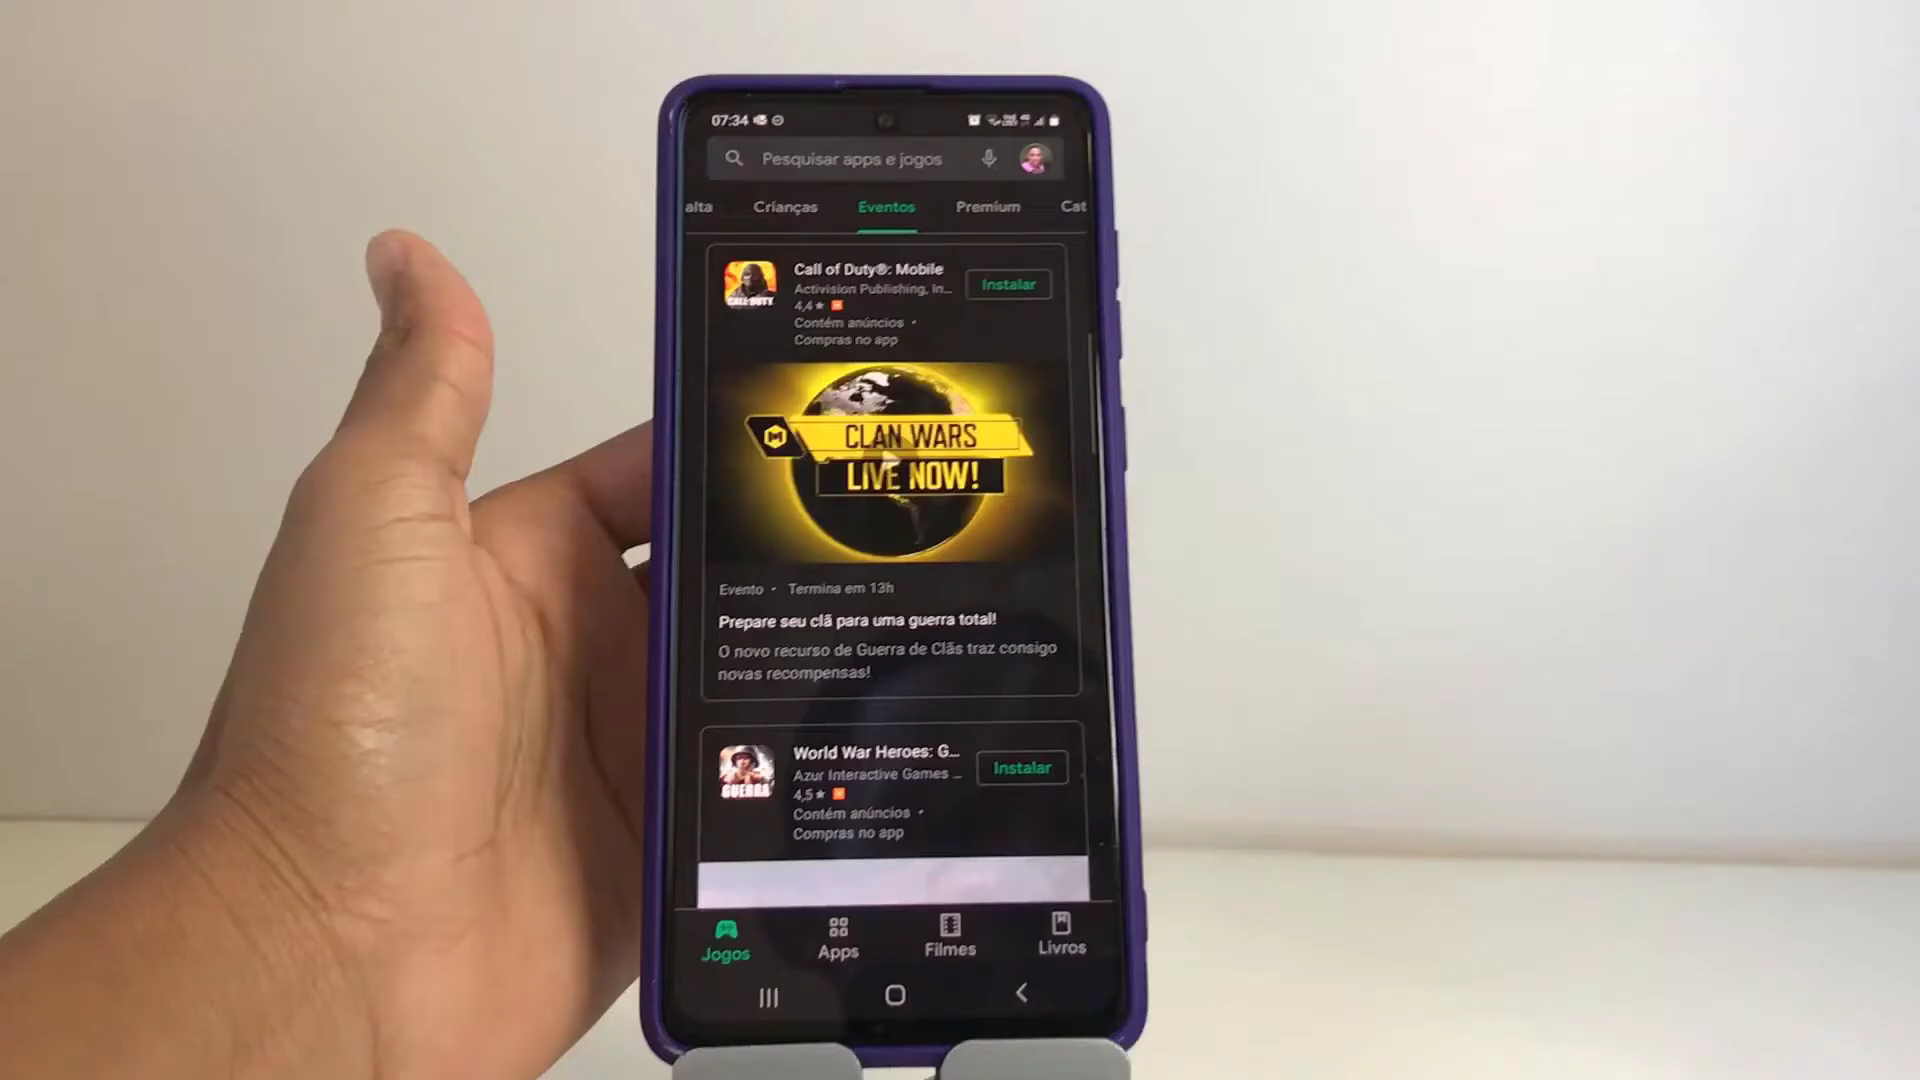 07:34
Pesquisar apps e jogos
alta Crianças Eventos Premium Cat
Call of Duty®: Mobile
Activision Publishing, In...
Instalar
4,4★
Contém anúncios •
Compras no app
CALL OF DUTY
CLAN WARS
LIVE NOW!
Evento • Termina em 13h
Prepare seu clã para uma guerra total!
O novo recurso de Guerra de Clãs traz consigo
novas recompensas!
World War Heroes: G...
Azur Interactive Games ...
Instalar
4,5★
Contém anúncios •
Compras no app
GUERRA
Jogos Apps Filmes Livros